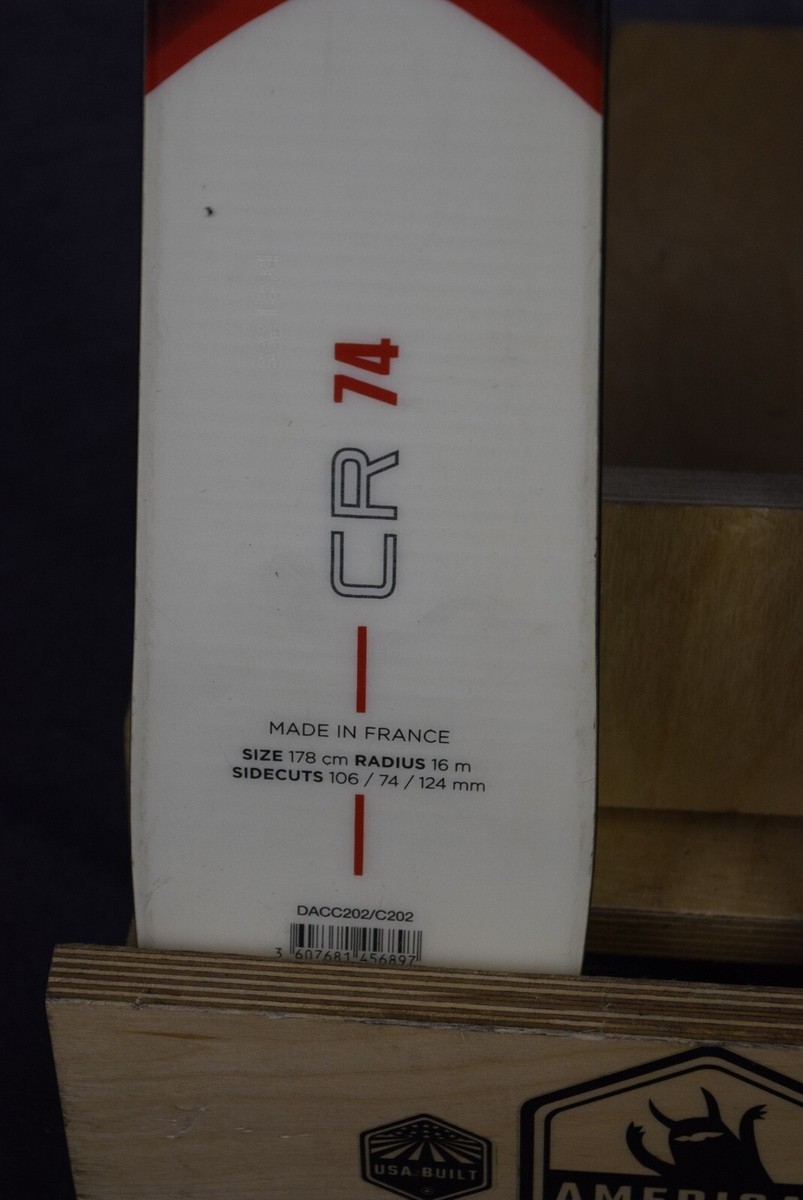 CR 74
MADE IN FRANCE
SIZE 178 cm RADIUS 16 m
SIDECUTS 106 / 74 / 124 mm
DACC202/C202
3 607681 456897
USA BUILT